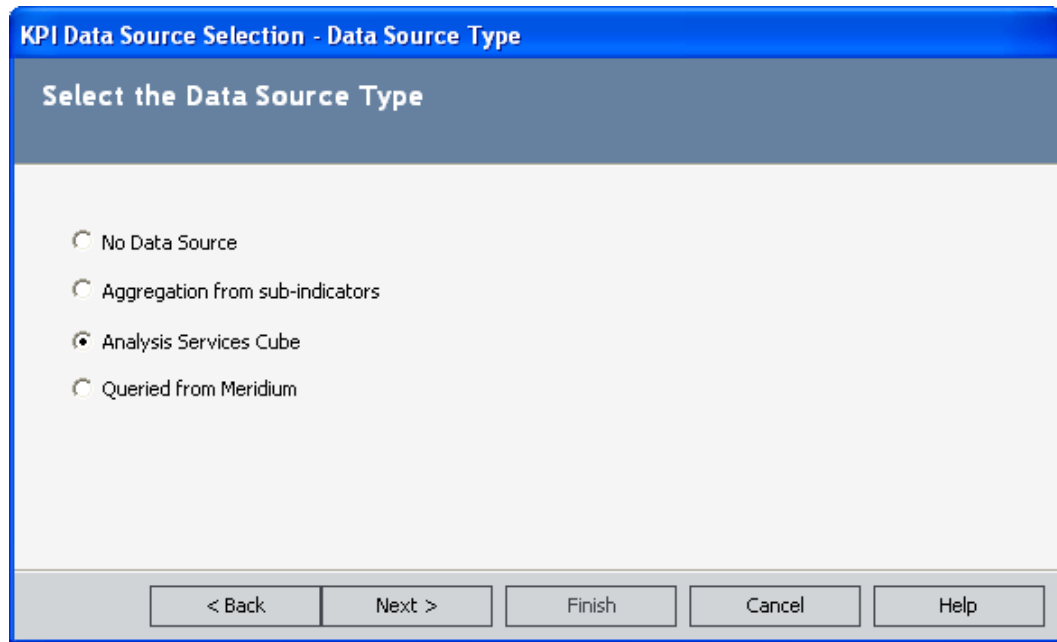 KPI Data Source Selection - Data Source Type
Select the Data Source Type
No Data Source
Aggregation from sub-indicators
Analysis Services Cube
Queried from Meridium
< Back Next > Finish Cancel Help